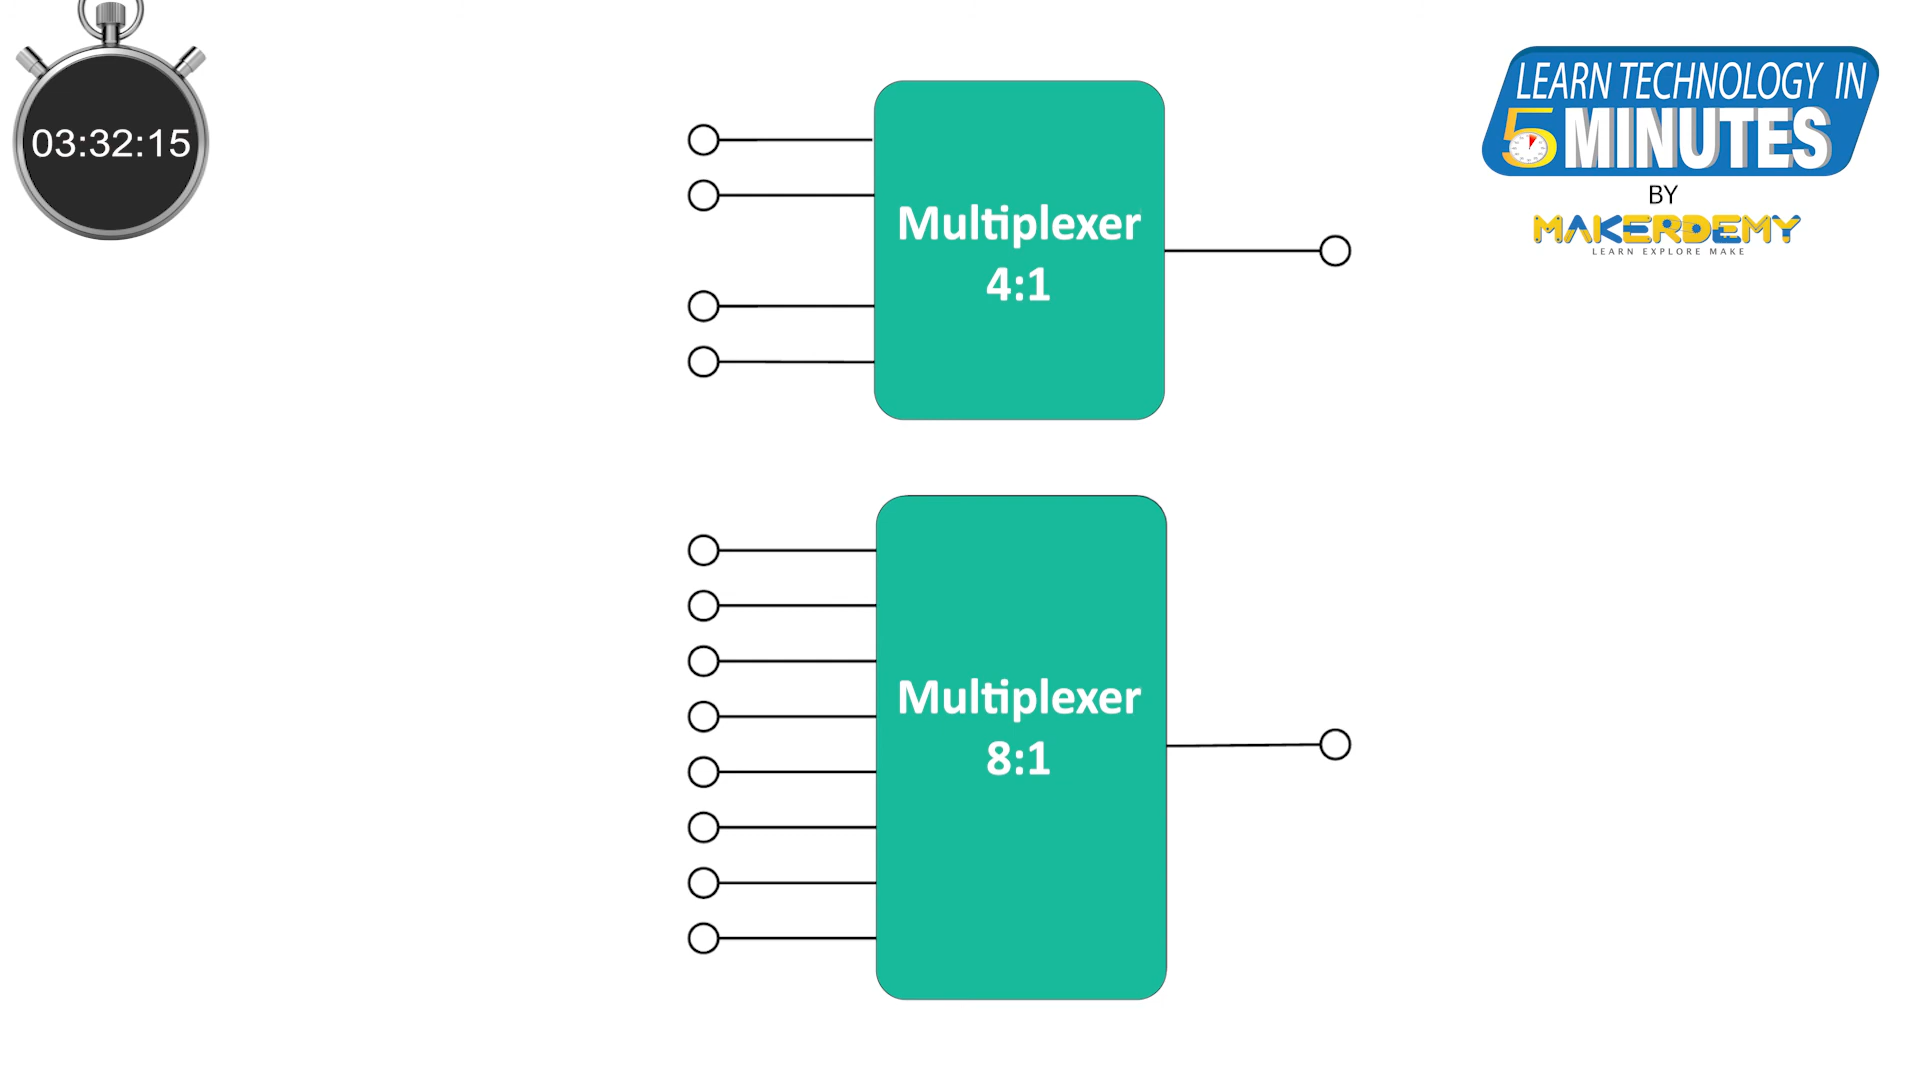 03:32:15
LEARN TECHNOLOGY IN
5 MINUTES
BY
MAKERDEMY
LEARN EXPLORE MAKE
Multiplexer
4:1
Multiplexer
8:1